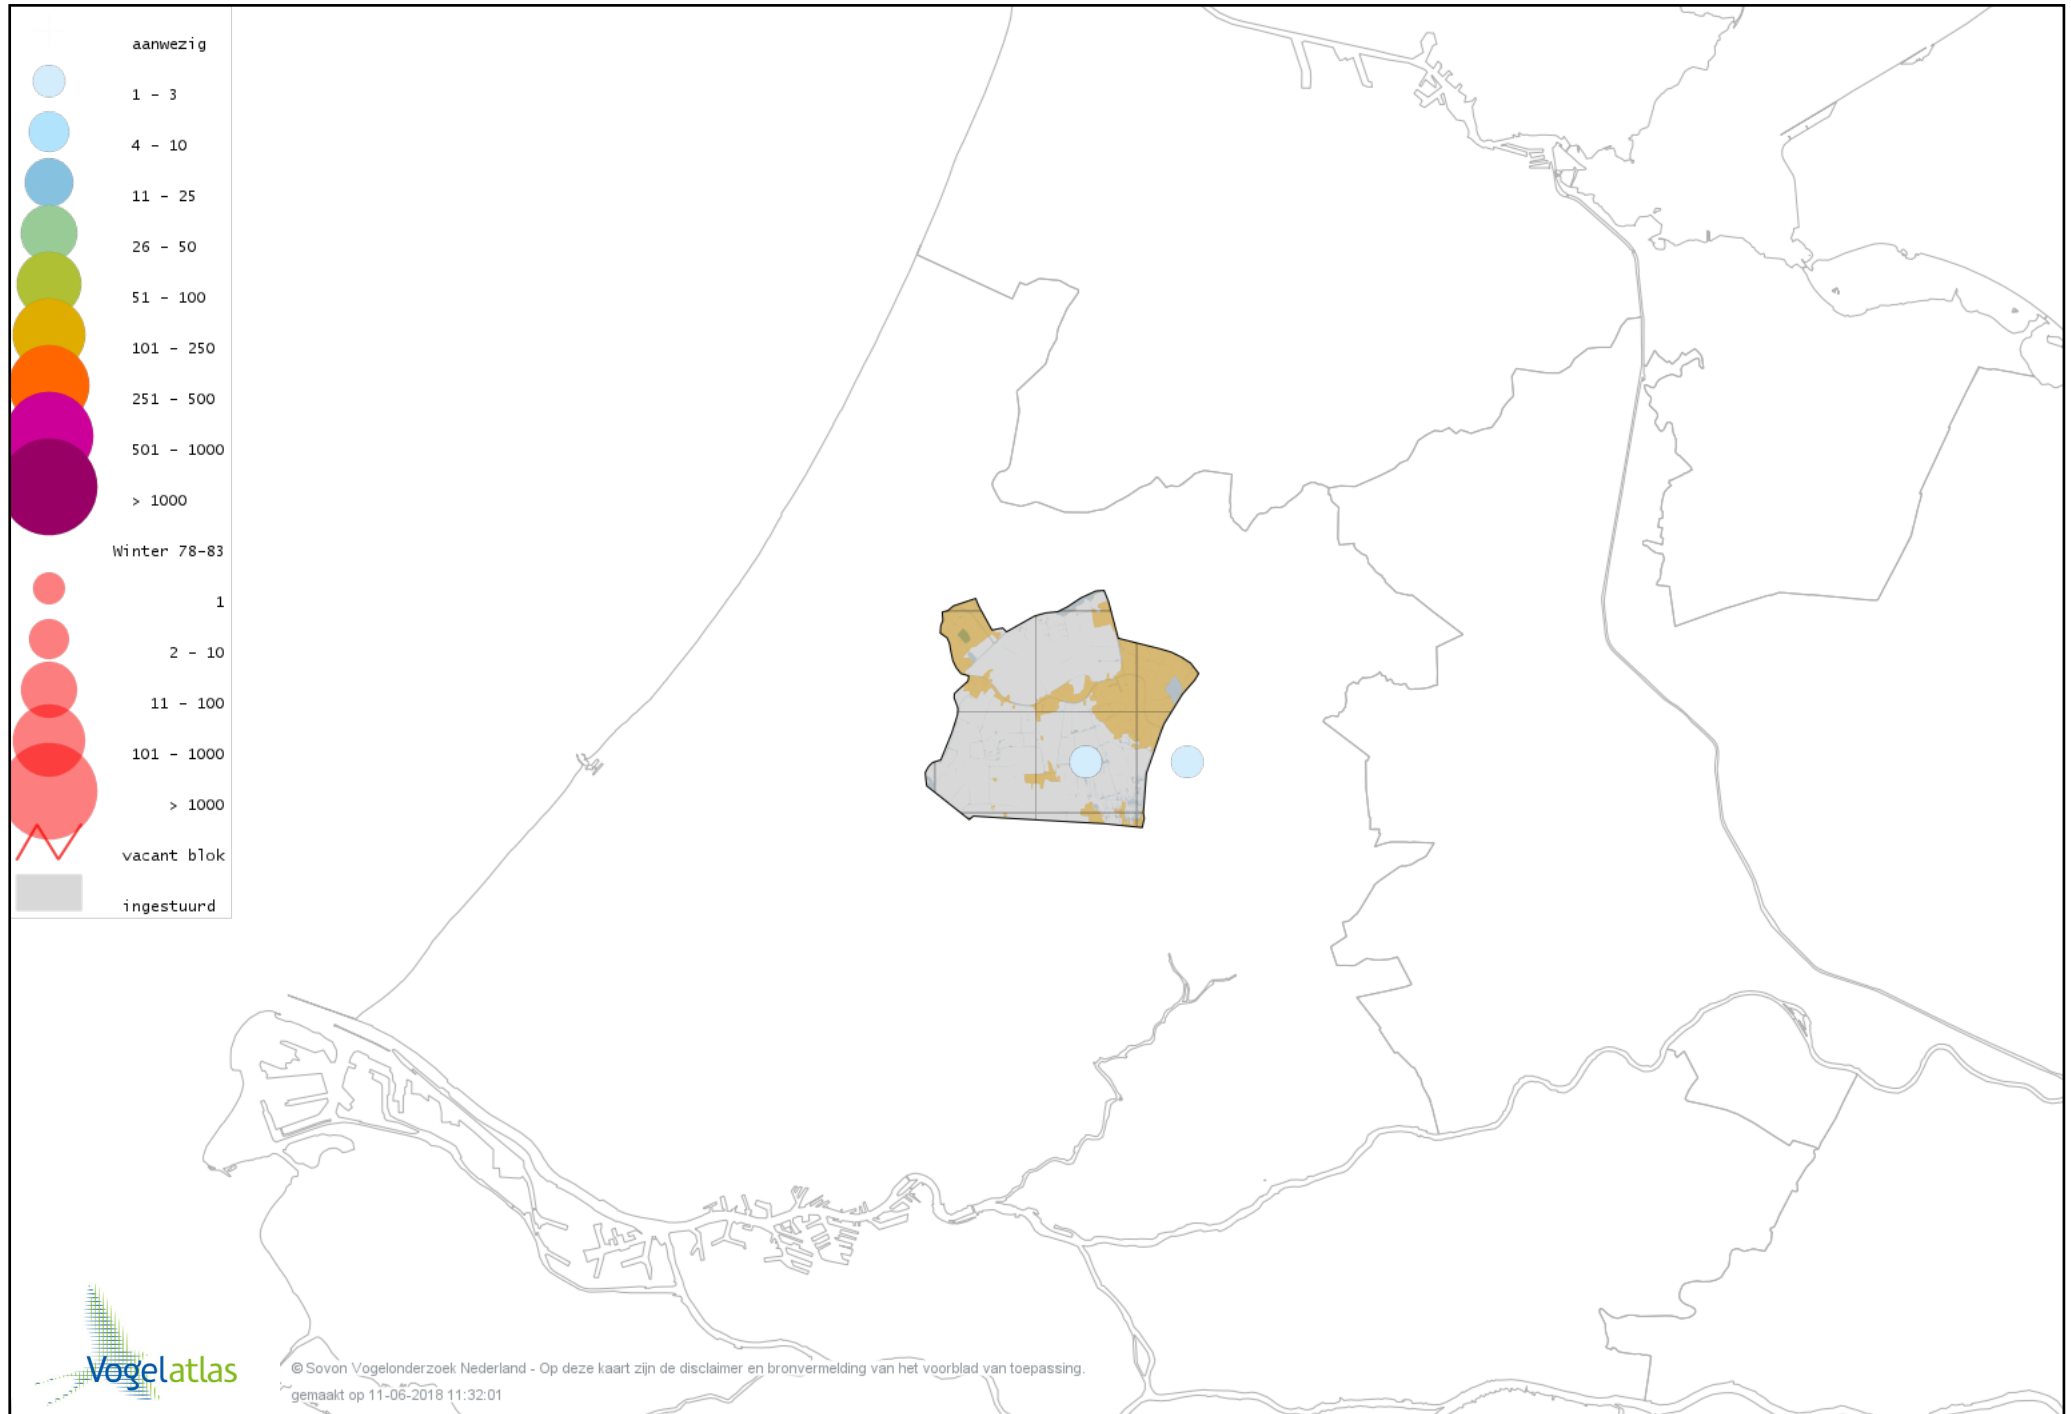 aanwezig
1 - 3
4 - 10
11 - 25
26 - 50
51 - 100
101 - 250
251 - 500
501 - 1000
> 1000
Winter 78-83
1
2 - 10
11 - 100
101 - 1000
> 1000
vacant blok
ingestuurd
Vogelatlas
© Sovon Vogelonderzoek Nederland - Op deze kaart zijn de disclaimer en bronvermelding van het voorblad van toepassing.
gemaakt op 11-06-2018 11:32:01